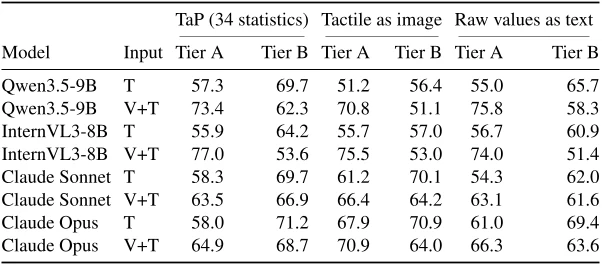 TaP (34 statistics) Tactile as image Raw values as text
Model Input Tier A Tier B Tier A Tier B Tier A Tier B
Qwen3.5-9B T 57.3 69.7 51.2 56.4 55.0 65.7
Qwen3.5-9B V+T 73.4 62.3 70.8 51.1 75.8 58.3
InternVL3-8B T 55.9 64.2 55.7 57.0 56.7 60.9
InternVL3-8B V+T 77.0 53.6 75.5 53.0 74.0 51.4
Claude Sonnet T 58.3 69.7 61.2 70.1 54.3 62.0
Claude Sonnet V+T 63.5 66.9 66.4 64.2 63.1 61.6
Claude Opus T 58.0 71.2 67.9 70.9 61.0 69.4
Claude Opus V+T 64.9 68.7 70.9 64.0 66.3 63.6